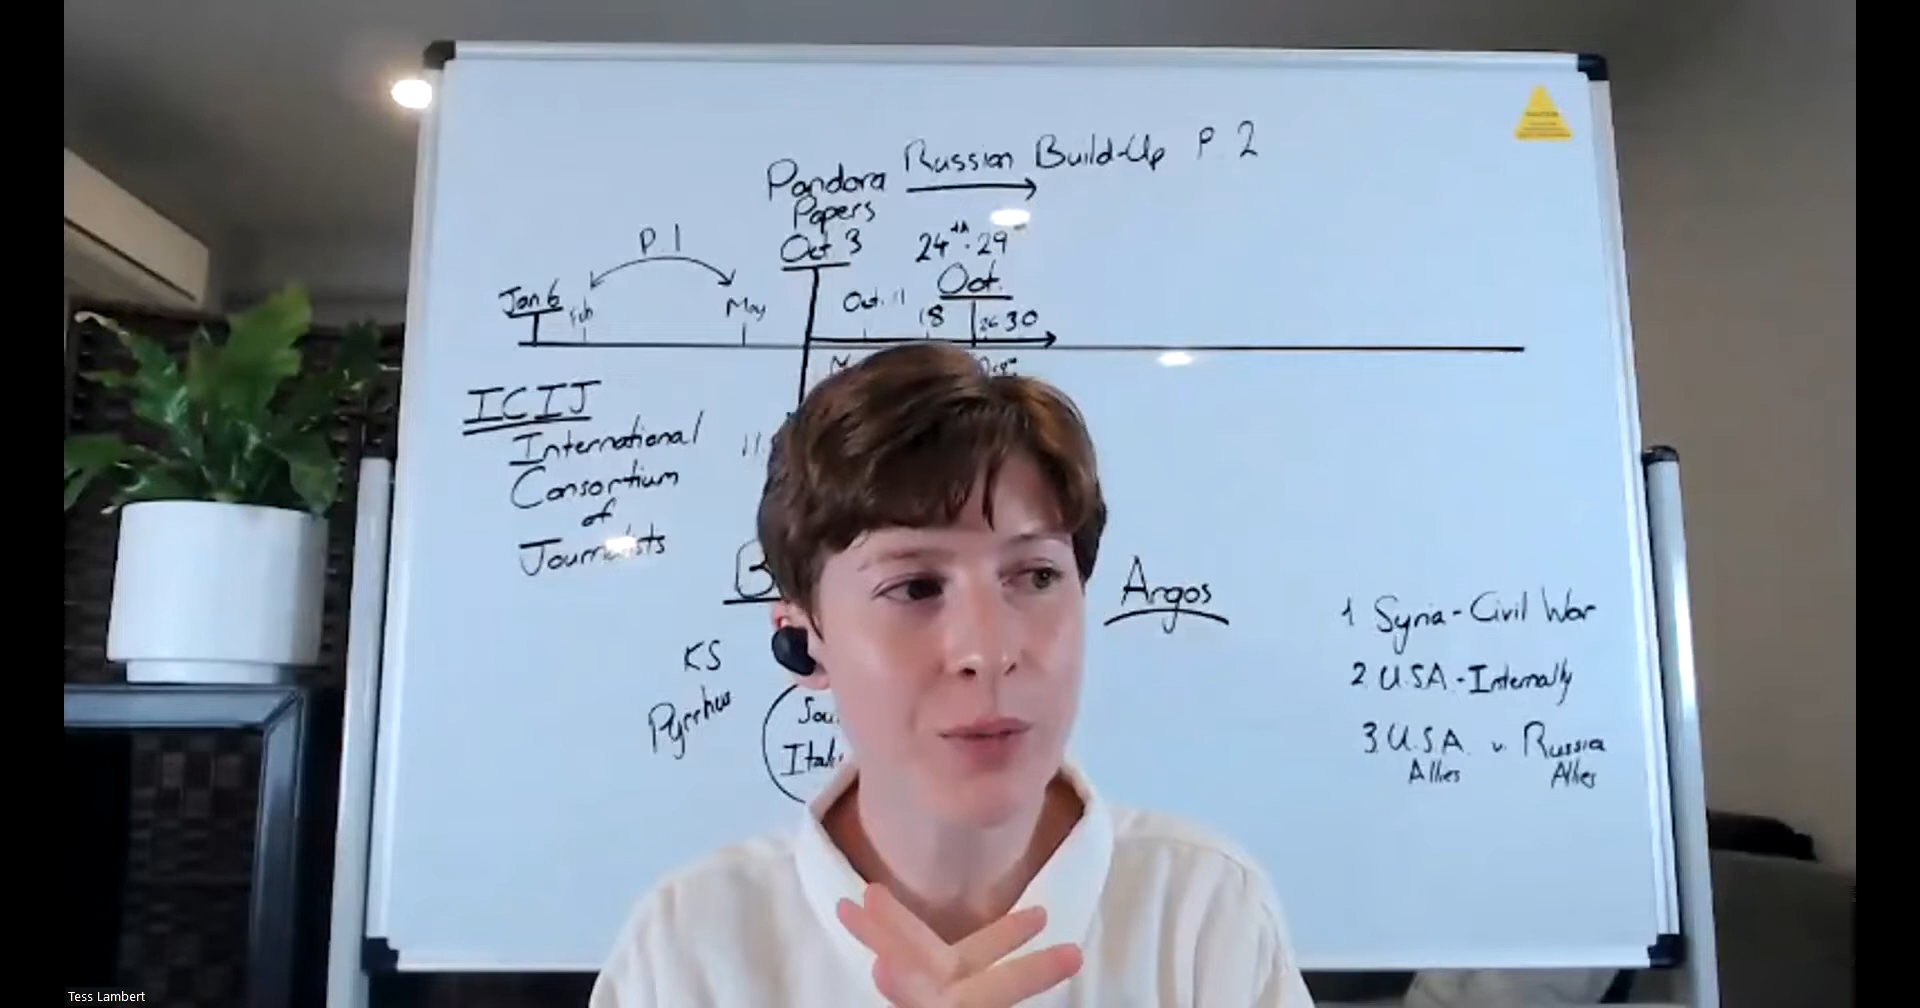 Russian Build-Up P. 2
Pandora
Papers
Oct 3
24th-29
Oct.
P. 1
Jan 6
Feb
May
Oct. 11
18
26 30
ICIJ
International
Consortium
of
Journalists
KS
Pyrrhus
Argos
1 Syria-Civil War
2. U.S.A.-Internally
3. U.S.A. v. Russia
Allies Allies
Tess Lambert